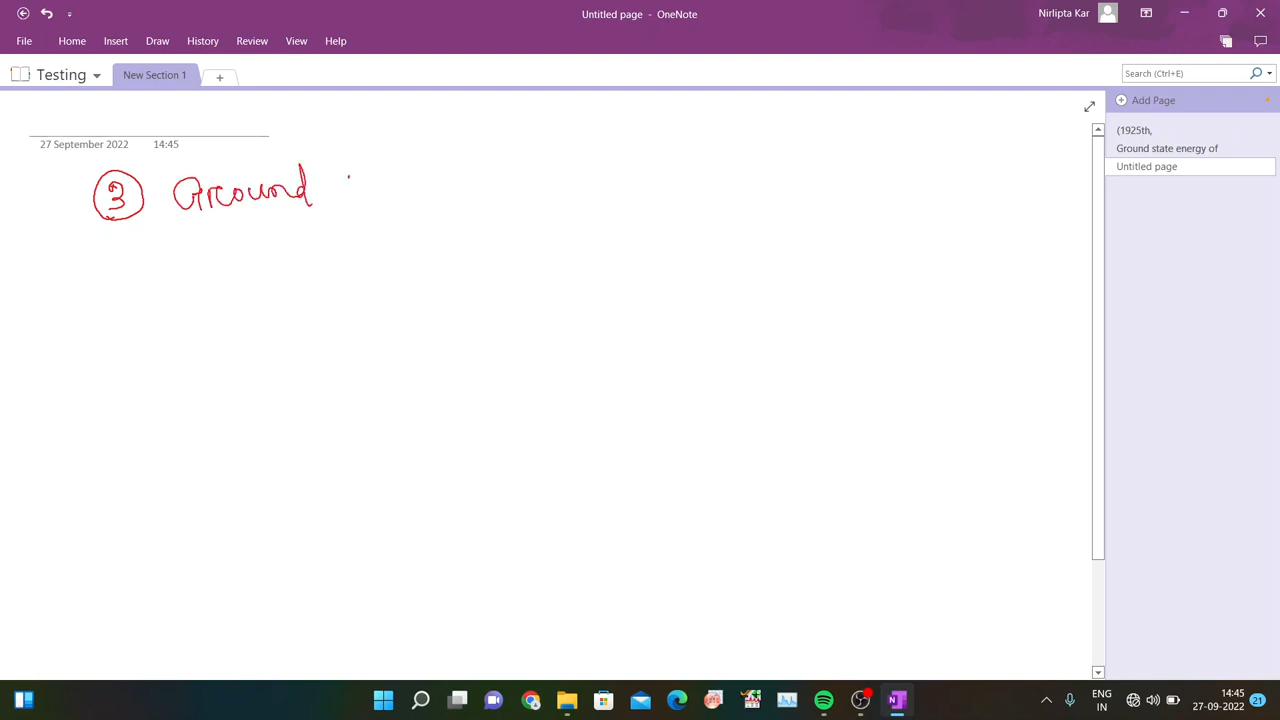 Untitled page - OneNote
Nirlipta Kar
File Home Insert Draw History Review View Help
Testing New Section 1 +
Search (Ctrl+E)
Add Page
(1925th,
Ground state energy of
Untitled page
27 September 2022 14:45
3 Ground
ENG
IN
14:45
27-09-2022
21